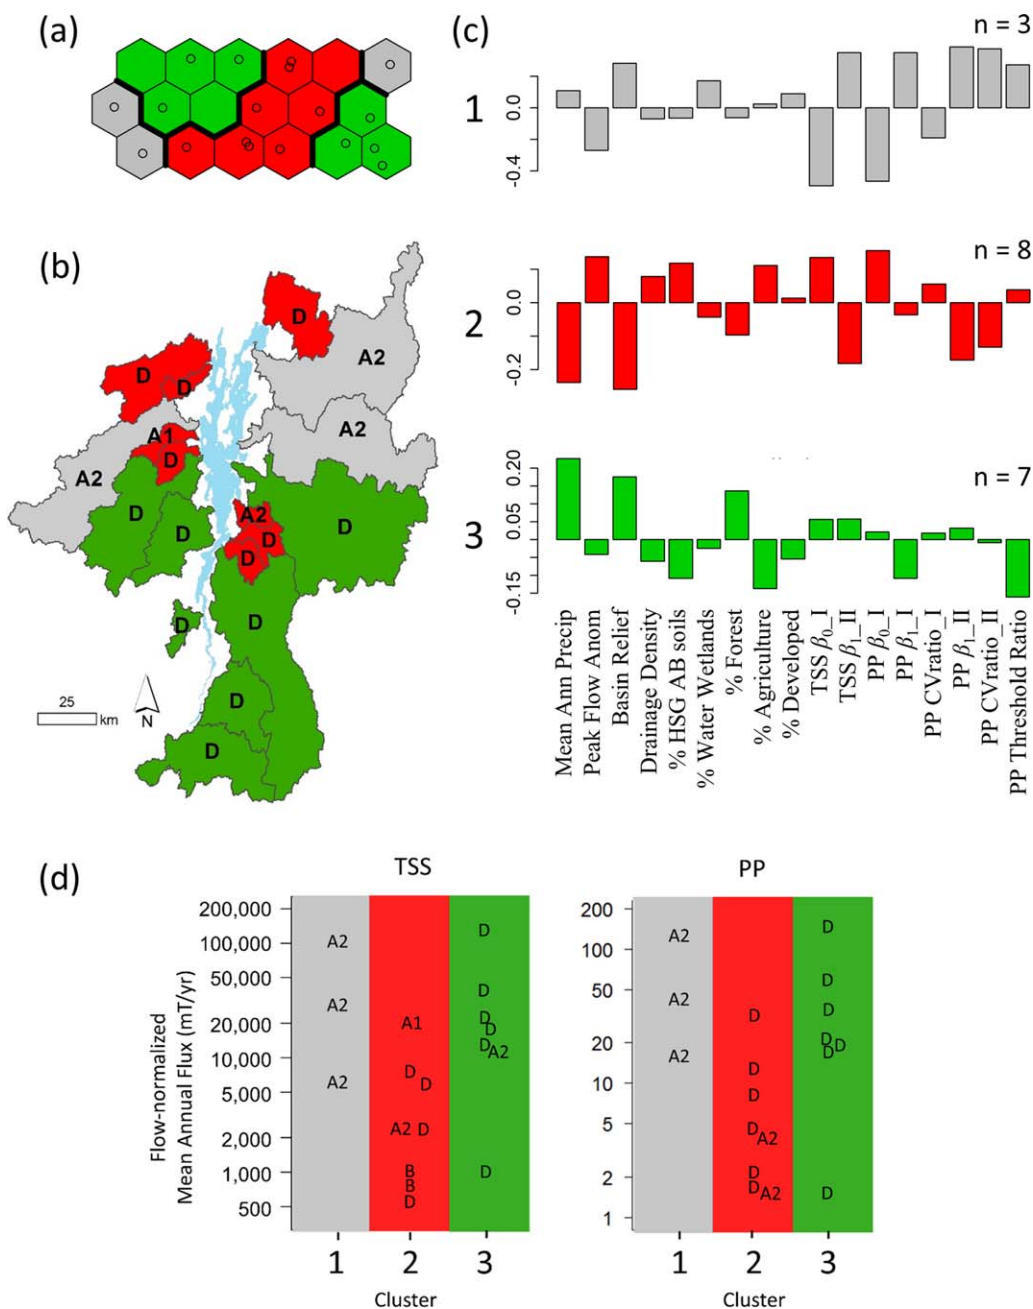 (a)
(c)
n = 3
1
0.0
-0.4
(b)
D
A2
D
D
A2
A1
D
A2
D
D
A2
D
D
D
D
D
D
D
25
km
N
n = 8
2
0.0
-0.2
n = 7
3
0.20
0.05
-0.15
Mean Ann Precip
Peak Flow Anom
Basin Relief
Drainage Density
% HSG AB soils
% Water Wetlands
% Forest
% Agriculture
% Developed
TSS β0_I
TSS β1_II
PP β0_I
PP β1_I
PP CVratio_I
PP β1_II
PP CVratio_II
PP Threshold Ratio
(d)
TSS
Flow-normalized
Mean Annual Flux (mT/yr)
200,000
100,000
50,000
20,000
10,000
5,000
2,000
1,000
500
A2
A2
A2
A1
D
D
A2 D
B
B
D
D
D
D
D
D
A2
D
1
2
3
Cluster
PP
200
100
50
20
10
5
2
1
A2
A2
A2
D
D
D
D
A2
D
D A2
D
D
D
D
D
D
D
1
2
3
Cluster